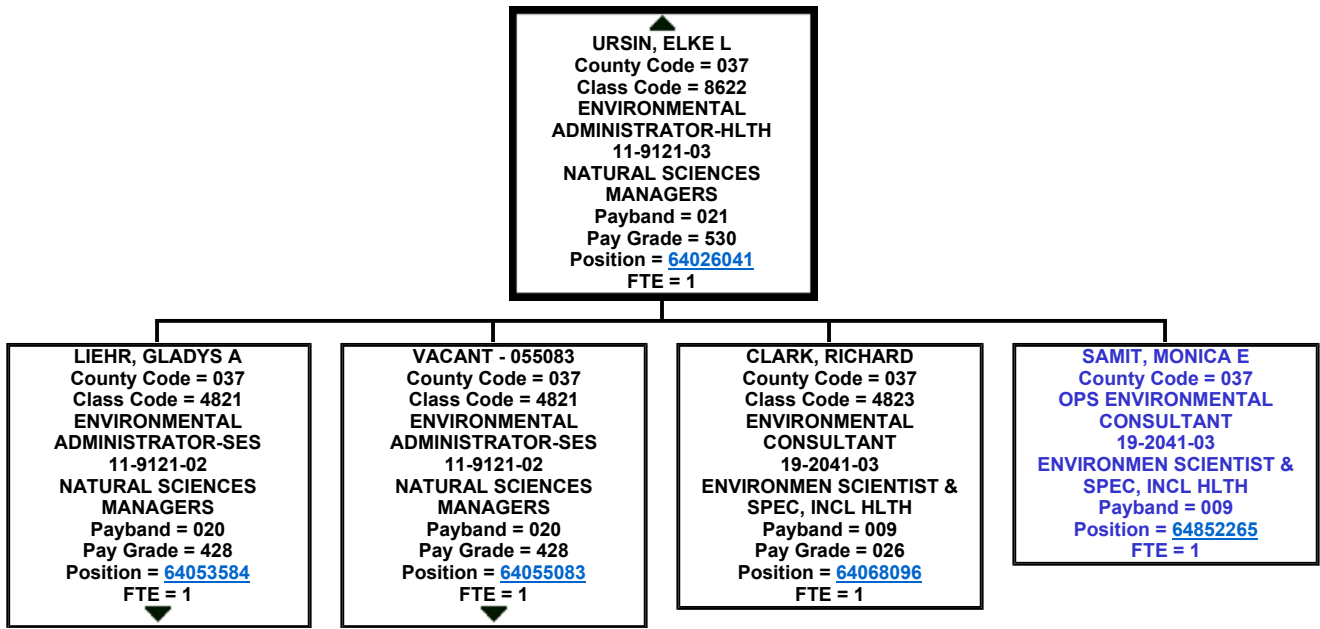 URSIN, ELKE L
County Code = 037
Class Code = 8622
ENVIRONMENTAL
ADMINISTRATOR-HLTH
11-9121-03
NATURAL SCIENCES
MANAGERS
Payband = 021
Pay Grade = 530
Position = 64026041
FTE = 1
LIEHR, GLADYS A
County Code = 037
Class Code = 4821
ENVIRONMENTAL
ADMINISTRATOR-SES
11-9121-02
NATURAL SCIENCES
MANAGERS
Payband = 020
Pay Grade = 428
Position = 64053584
FTE = 1
VACANT - 055083
County Code = 037
Class Code = 4821
ENVIRONMENTAL
ADMINISTRATOR-SES
11-9121-02
NATURAL SCIENCES
MANAGERS
Payband = 020
Pay Grade = 428
Position = 64055083
FTE = 1
CLARK, RICHARD
County Code = 037
Class Code = 4823
ENVIRONMENTAL
CONSULTANT
19-2041-03
ENVIRONMEN SCIENTIST &
SPEC, INCL HLTH
Payband = 009
Pay Grade = 026
Position = 64068096
FTE = 1
SAMIT, MONICA E
County Code = 037
OPS ENVIRONMENTAL
CONSULTANT
19-2041-03
ENVIRONMEN SCIENTIST &
SPEC, INCL HLTH
Payband = 009
Position = 64852265
FTE = 1